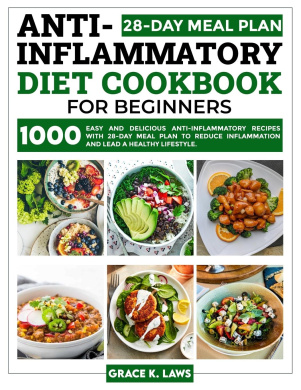 ANTI- 28-DAY MEAL PLAN
INFLAMMATORY
DIET COOKBOOK
FOR BEGINNERS
1000 EASY AND DELICIOUS ANTI-INFLAMMATORY RECIPES
WITH 28-DAY MEAL PLAN TO REDUCE INFLAMMATION
AND LEAD A HEALTHY LIFESTYLE.
GRACE K. LAWS